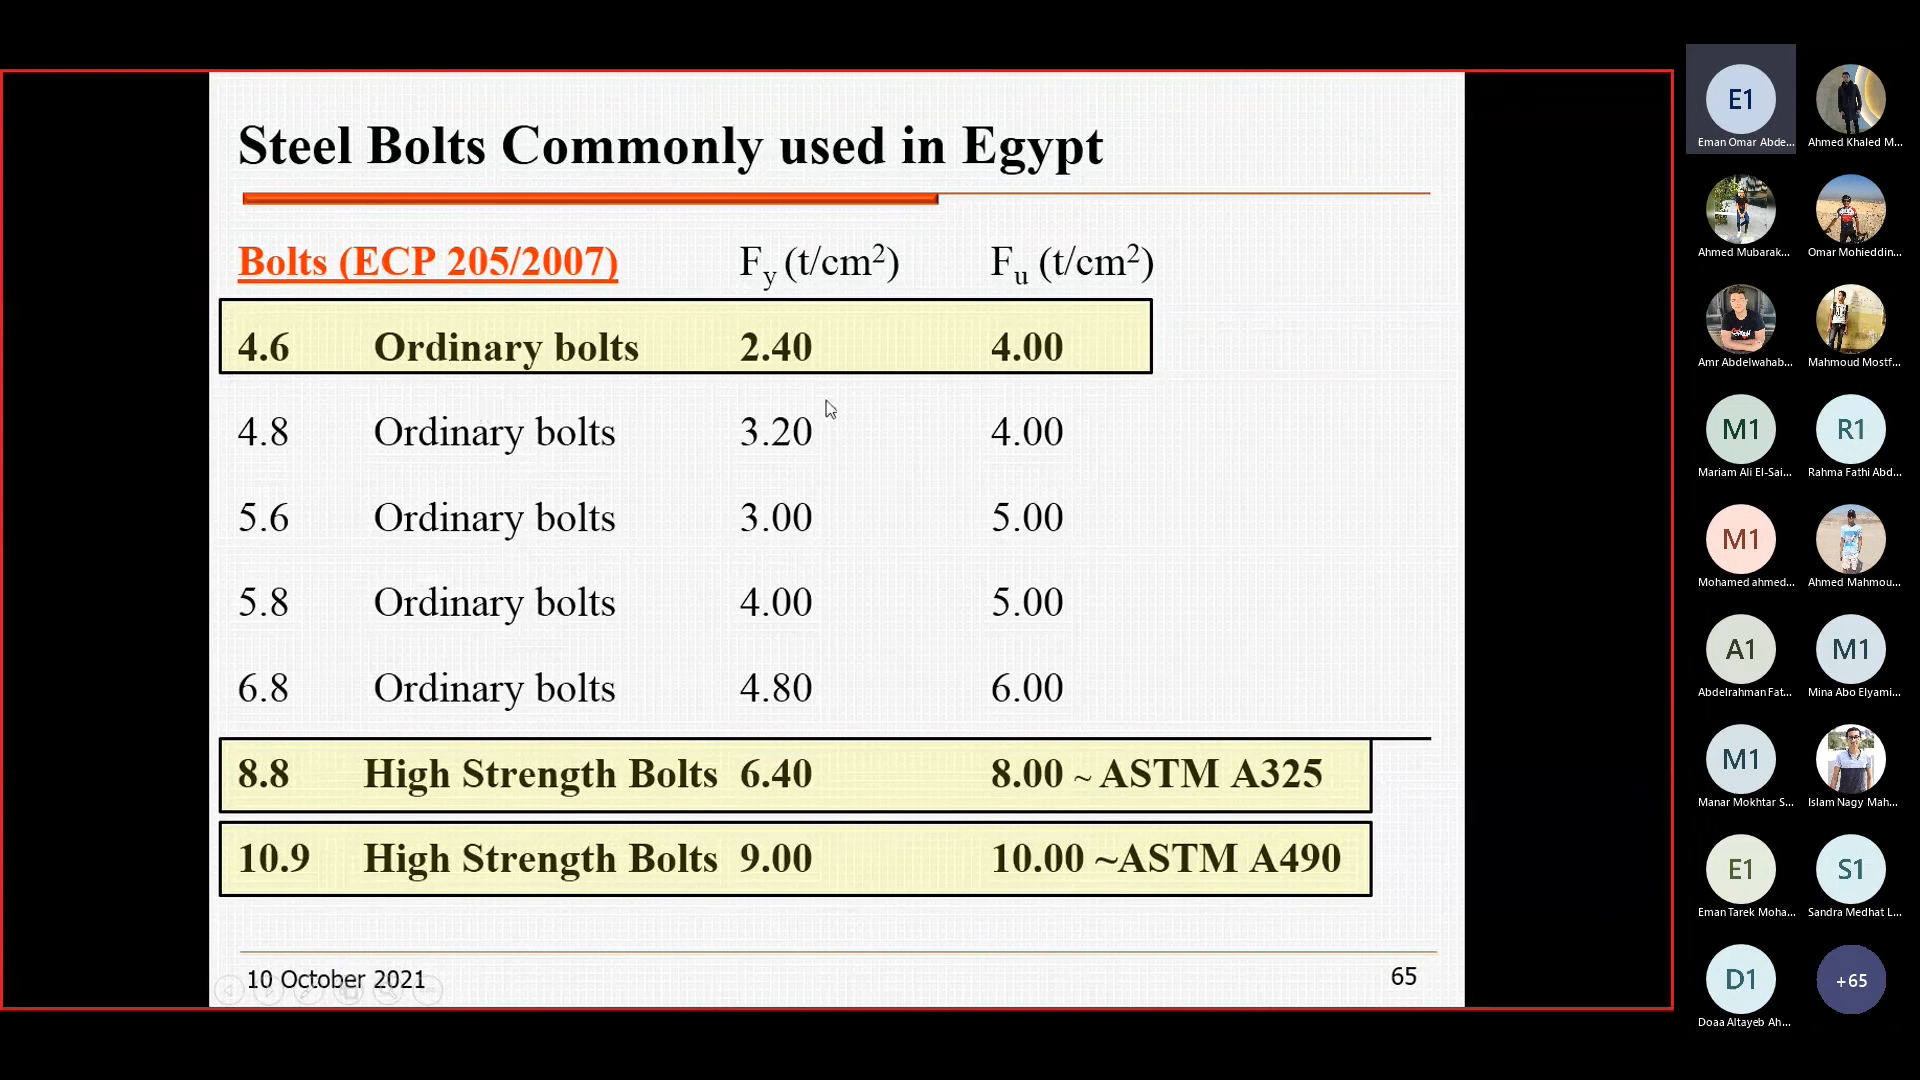 Steel Bolts Commonly used in Egypt
Bolts (ECP 205/2007) Fy (t/cm²) Fu (t/cm²)
4.6 Ordinary bolts 2.40 4.00
4.8 Ordinary bolts 3.20 4.00
5.6 Ordinary bolts 3.00 5.00
5.8 Ordinary bolts 4.00 5.00
6.8 Ordinary bolts 4.80 6.00
8.8 High Strength Bolts 6.40 8.00 ~ ASTM A325
10.9 High Strength Bolts 9.00 10.00 ~ASTM A490
10 October 2021 65
E1
Eman Omar Abde... Ahmed Khaled M...
Ahmed Mubarak... Omar Mohieddin...
Amr Abdelwahab... Mahmoud Mostf...
M1 R1
Mariam Ali El-Sai... Rahma Fathi Abd...
M1
Mohamed ahmed... Ahmed Mahmou...
A1 M1
Abdelrahman Fat... Mina Abo Elyami...
M1
Manar Mokhtar S... Islam Nagy Mah...
E1 S1
Eman Tarek Moha... Sandra Medhat L...
D1 +65
Doaa Altayeb Ah...